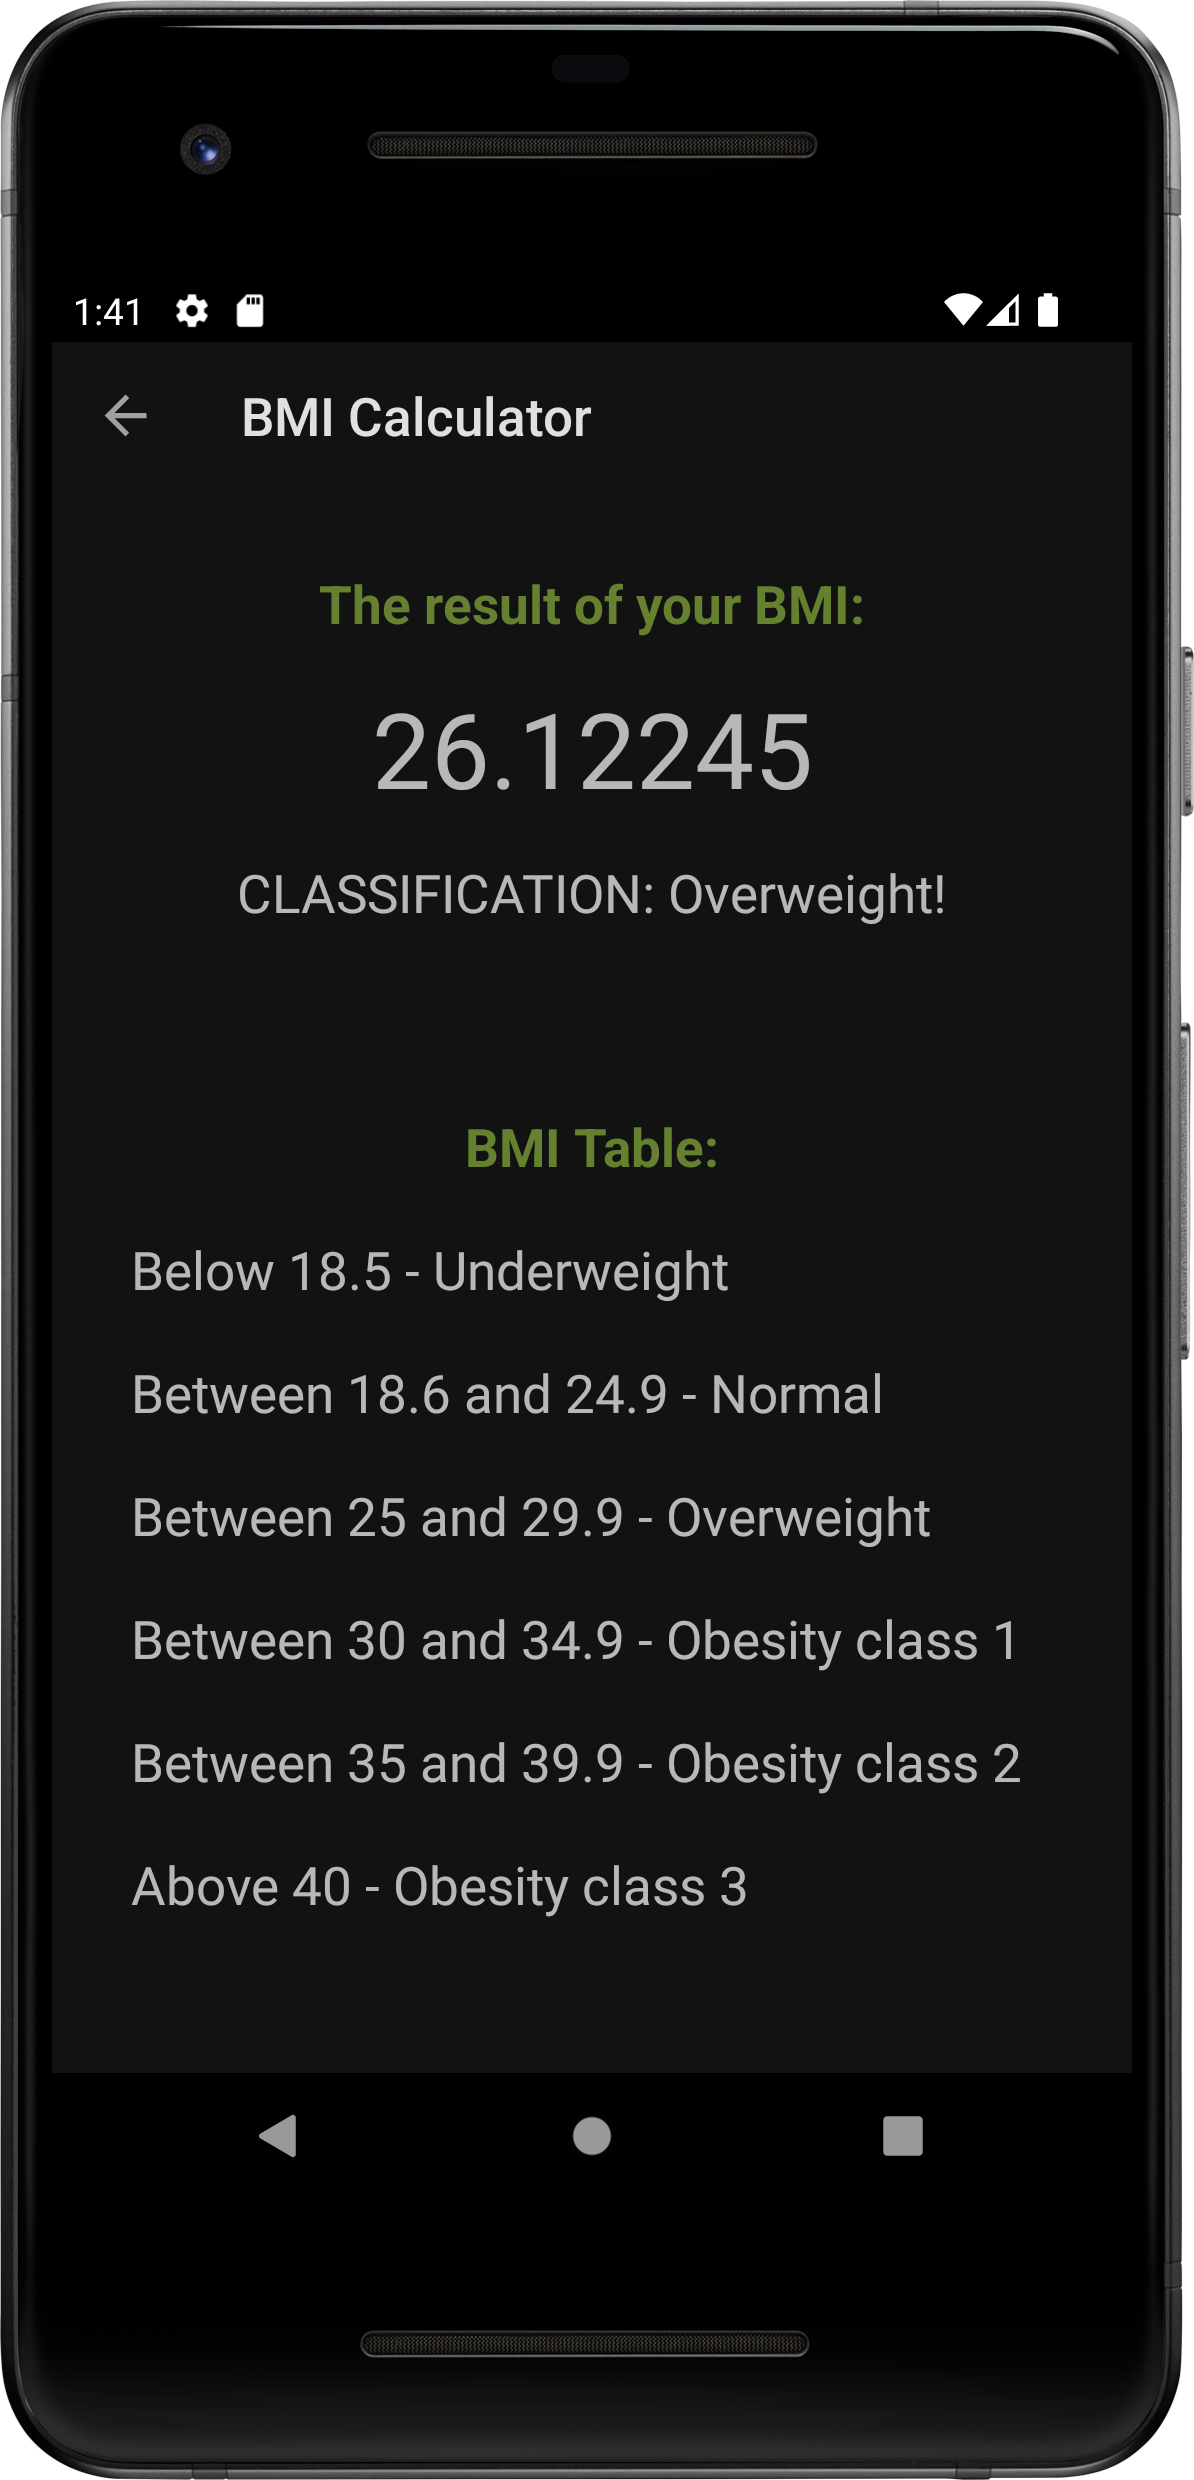 1:41
BMI Calculator
The result of your BMI:
26.12245
CLASSIFICATION: Overweight!
BMI Table:
Below 18.5 - Underweight
Between 18.6 and 24.9 - Normal
Between 25 and 29.9 - Overweight
Between 30 and 34.9 - Obesity class 1
Between 35 and 39.9 - Obesity class 2
Above 40 - Obesity class 3